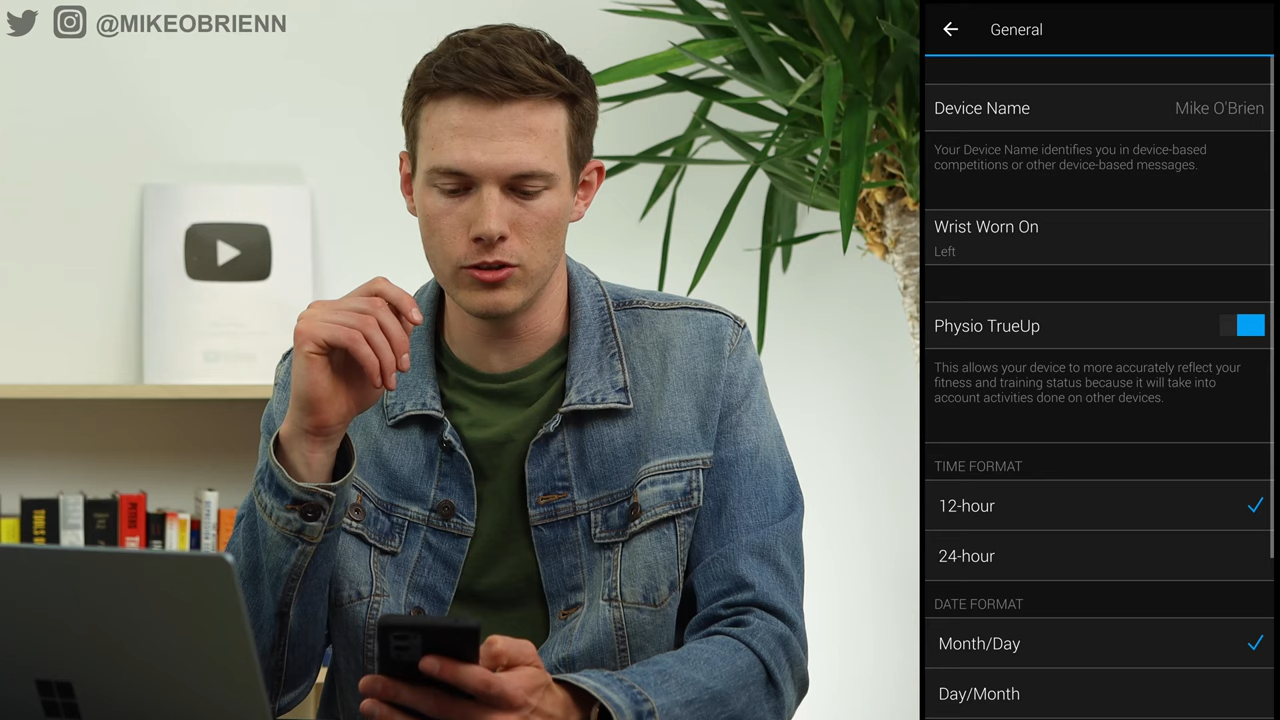 @MIKEOBRIENN
General
Device Name
Mike O'Brien
Your Device Name identifies you in device-based
competitions or other device-based messages.
Wrist Worn On
Left
Physio TrueUp
This allows your device to more accurately reflect your
fitness and training status because it will take into
account activities done on other devices.
TIME FORMAT
12-hour
24-hour
DATE FORMAT
Month/Day
Day/Month
TOOLS OF
PETERS